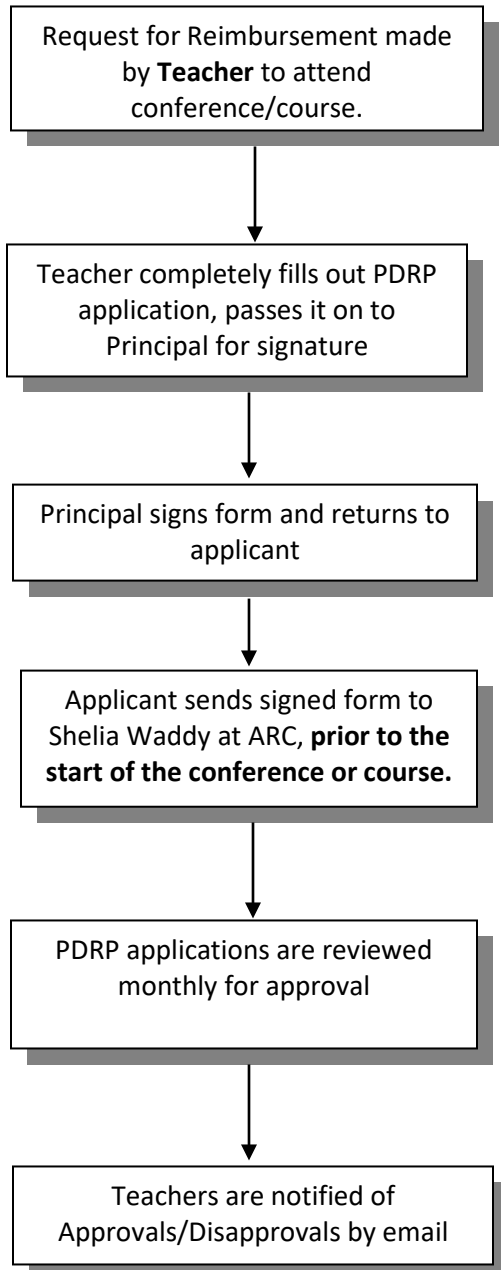 Request for Reimbursement made
by Teacher to attend
conference/course.
Teacher completely fills out PDRP
application, passes it on to
Principal for signature
Principal signs form and returns to
applicant
Applicant sends signed form to
Shelia Waddy at ARC, prior to the
start of the conference or course.
PDRP applications are reviewed
monthly for approval
Teachers are notified of
Approvals/Disapprovals by email